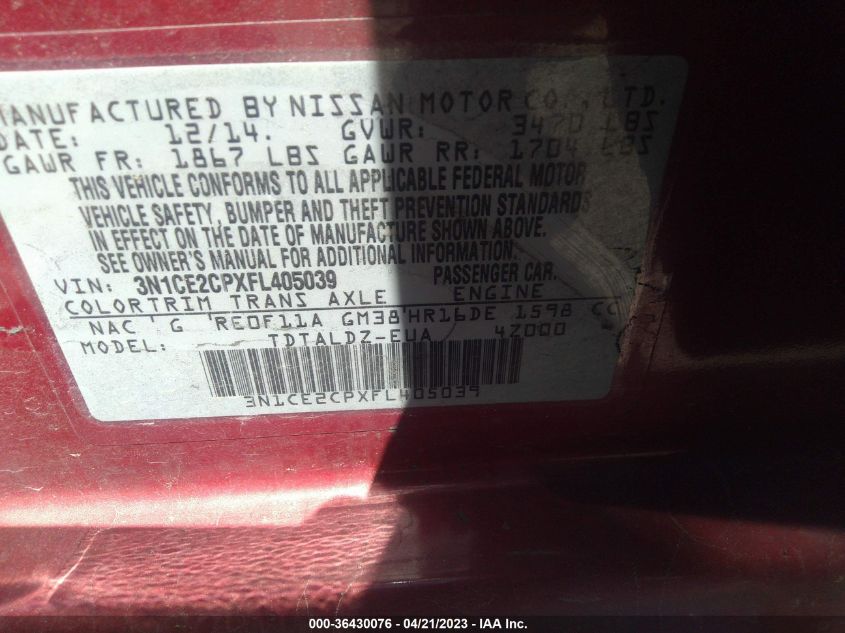 MANUFACTURED BY NISSAN MOTOR CO., LTD.
DATE: 12/14. GVWR: 3470 LBS
GAWR FR: 1867 LBS GAWR RR: 1704 LBS
THIS VEHICLE CONFORMS TO ALL APPLICABLE FEDERAL MOTOR
VEHICLE SAFETY, BUMPER AND THEFT PREVENTION STANDARDS
IN EFFECT ON THE DATE OF MANUFACTURE SHOWN ABOVE.
SEE OWNER'S MANUAL FOR ADDITIONAL INFORMATION.
VIN: 3N1CE2CPXFL405039 PASSENGER CAR.
COLOR TRIM TRANS AXLE ENGINE
NAC ' G 'RE0F11A GM38'HR16DE 1598 CC
MODEL: TDTALDZ-EUA 4Z000
3N1CE2CPXFL405039
000-36430076 - 04/21/2023 - IAA Inc.